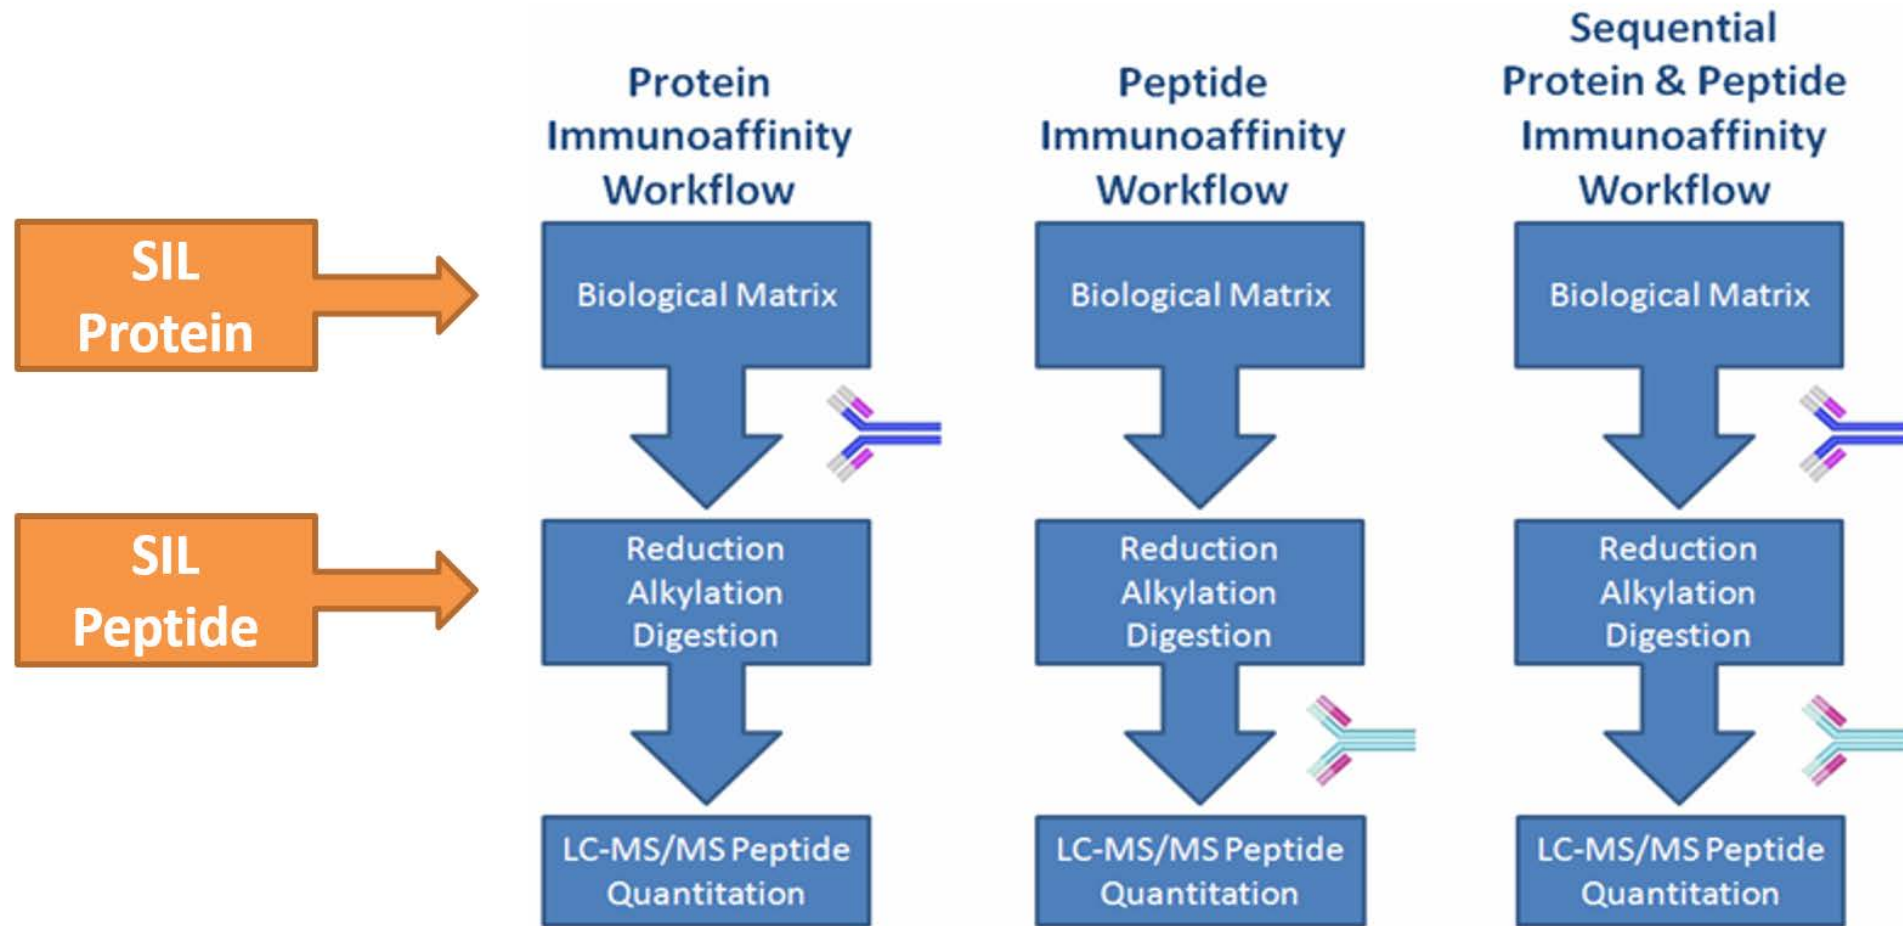 Protein
Immunoaffinity
Workflow
Peptide
Immunoaffinity
Workflow
Sequential
Protein & Peptide
Immunoaffinity
Workflow
SIL
Protein
Biological Matrix
Biological Matrix
Biological Matrix
SIL
Peptide
Reduction
Alkylation
Digestion
Reduction
Alkylation
Digestion
Reduction
Alkylation
Digestion
LC-MS/MS Peptide
Quantitation
LC-MS/MS Peptide
Quantitation
LC-MS/MS Peptide
Quantitation